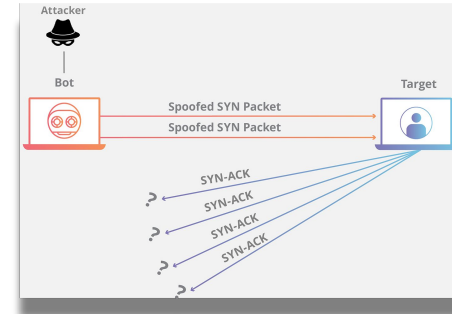 Attacker
Bot
Target
Spoofed SYN Packet
Spoofed SYN Packet
SYN-ACK
SYN-ACK
SYN-ACK
SYN-ACK
?
?
?
?